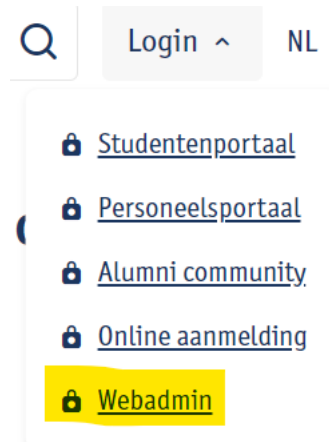 Login NL
Studentenportaal
Personeelsportaal
Alumni community
Online aanmelding
Webadmin